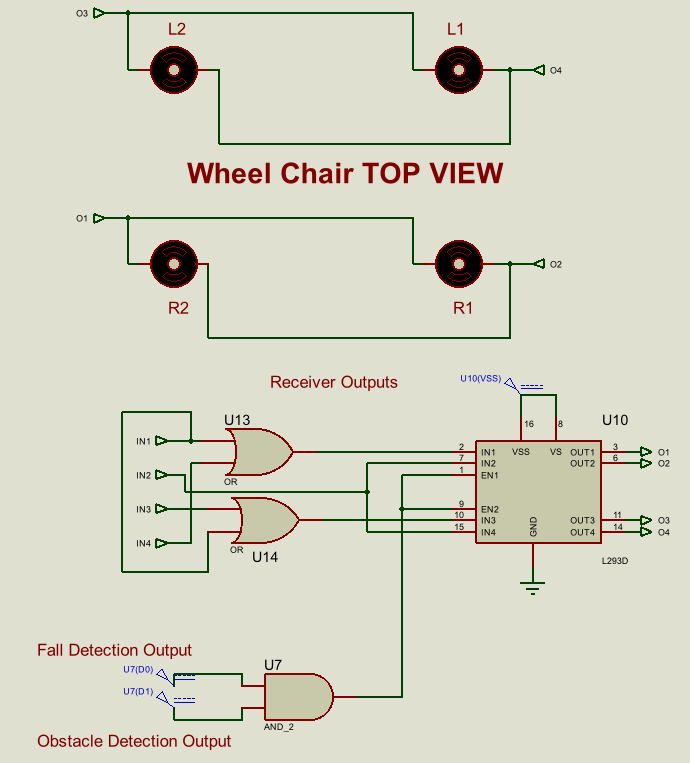 O3
L2
L1
O4
Wheel Chair TOP VIEW
O1
O2
R2
R1
Receiver Outputs
U10(VSS)
U13
U10
16
8
IN1
2
IN1
VSS
VS
OUT1
3
O1
7
IN2
OUT2
6
O2
IN2
1
EN1
OR
IN3
9
EN2
10
IN3
GND
OUT3
11
O3
15
IN4
OUT4
14
O4
IN4
OR
U14
L293D
Fall Detection Output
U7
U7(D0)
U7(D1)
AND_2
Obstacle Detection Output